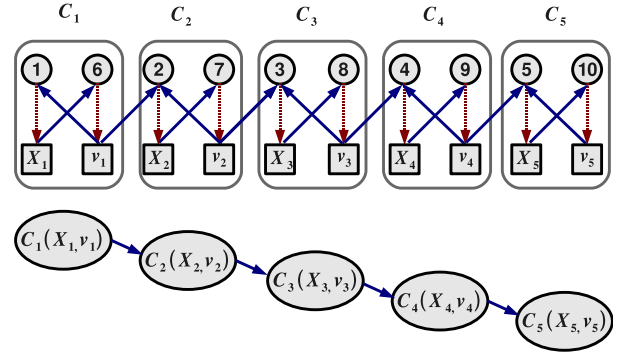 C1 C2 C3 C4 C5
1 6 2 7 3 8 4 9 5 10
X1 v1 X2 v2 X3 v3 X4 v4 X5 v5
C1(X1,v1)
C2(X2,v2)
C3(X3,v3)
C4(X4,v4)
C5(X5,v5)